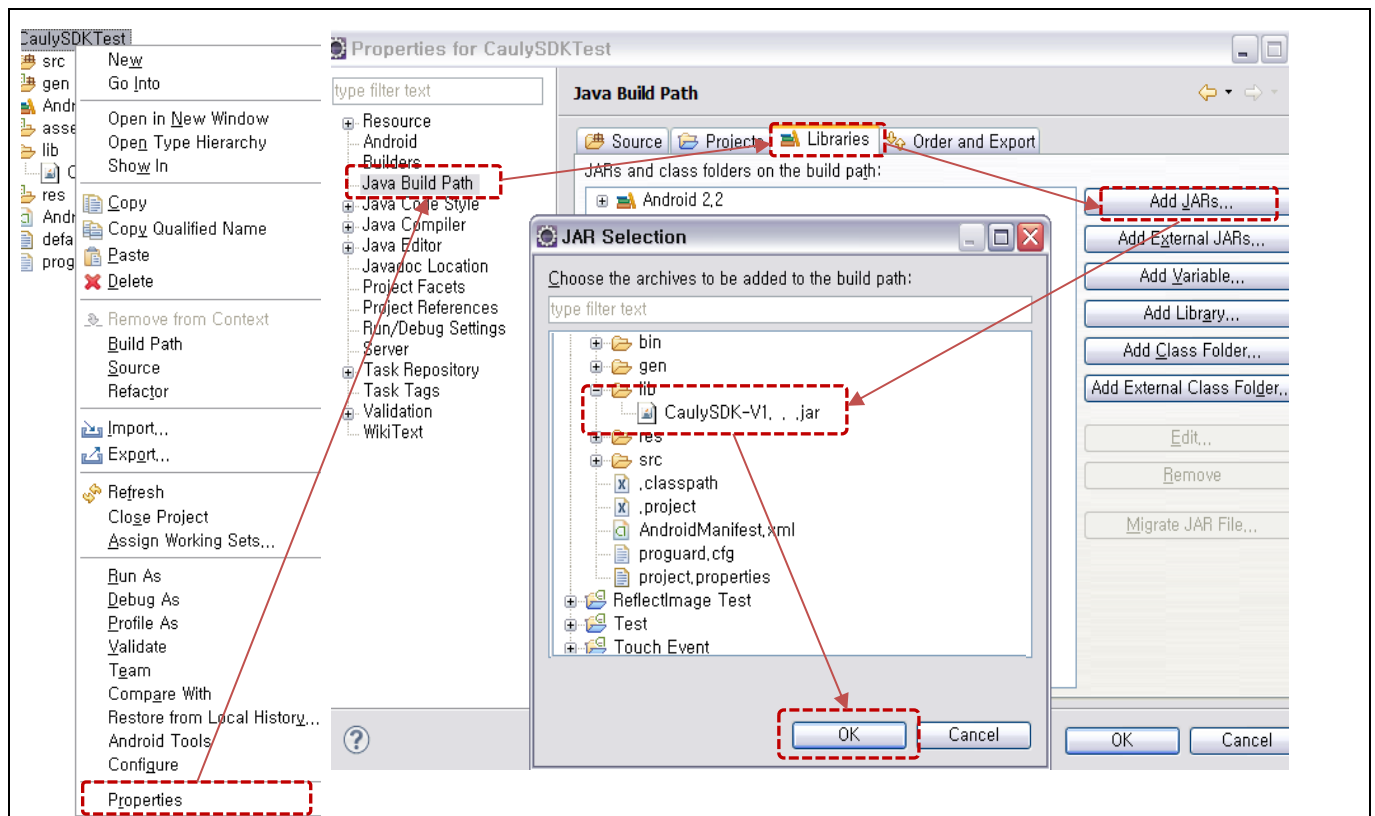 CaulySDKTest
src
gen
Andr
asse
lib
C
res
Andr
defa
prog
New
Go Into
Open in New Window
Open Type Hierarchy
Show In
Copy
Copy Qualified Name
Paste
Delete
Remove from Context
Build Path
Source
Refactor
Import...
Export...
Refresh
Close Project
Assign Working Sets...
Run As
Debug As
Profile As
Validate
Team
Compare With
Restore from Local History...
Android Tools
Configure
Properties
Properties for CaulySDKTest
type filter text
Resource
Android
Builders
Java Build Path
Java Code Style
Java Compiler
Java Editor
Javadoc Location
Project Facets
Project References
Run/Debug Settings
Server
Task Repository
Task Tags
Validation
WikiText
Java Build Path
Source Projects Libraries Order and Export
JARs and class folders on the build path:
Android 2.2
Add JARs...
Add External JARs...
Add Variable...
Add Library...
Add Class Folder...
Add External Class Folder...
Edit...
Remove
Migrate JAR File...
JAR Selection
Choose the archives to be added to the build path:
type filter text
bin
gen
lib
CaulySDK-V1. . .jar
res
src
.classpath
.project
AndroidManifest.xml
proguard.cfg
project.properties
ReflectImage Test
Test
Touch Event
OK Cancel
OK Cancel